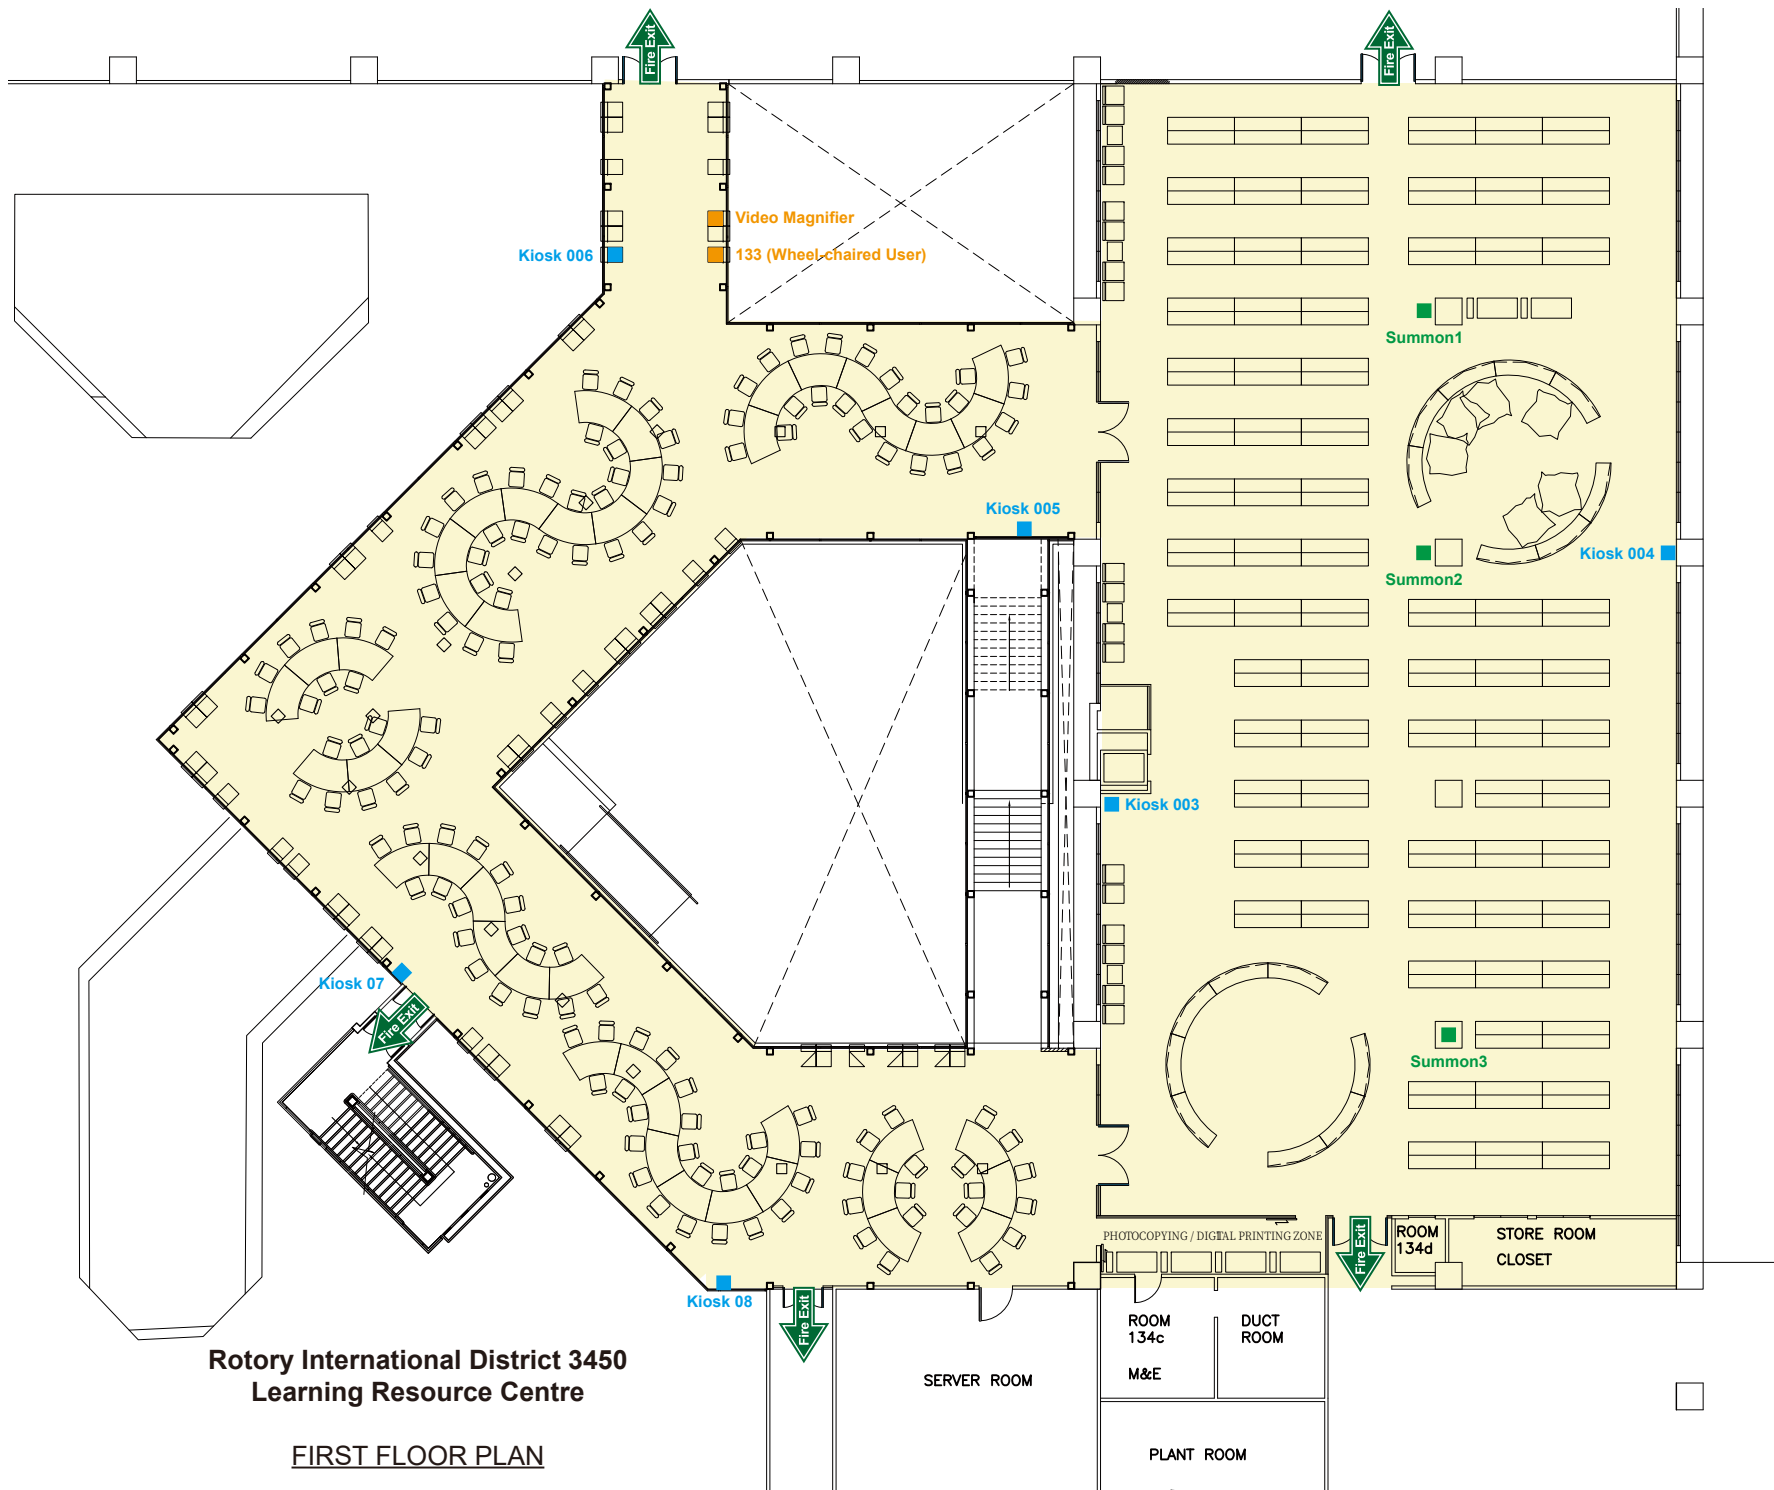 Fire Exit
Fire Exit
Video Magnifier
Kiosk 006
133 (Wheel-chaired User)
Summon1
Kiosk 005
Kiosk 004
Summon2
Kiosk 003
Kiosk 07
Fire Exit
Summon3
PHOTOCOPYING / DIGITAL PRINTING ZONE
Fire Exit
ROOM
134d
STORE ROOM
CLOSET
Kiosk 08
Fire Exit
ROOM
134c
M&E
DUCT
ROOM
SERVER ROOM
PLANT ROOM
Rotory International District 3450
Learning Resource Centre
FIRST FLOOR PLAN